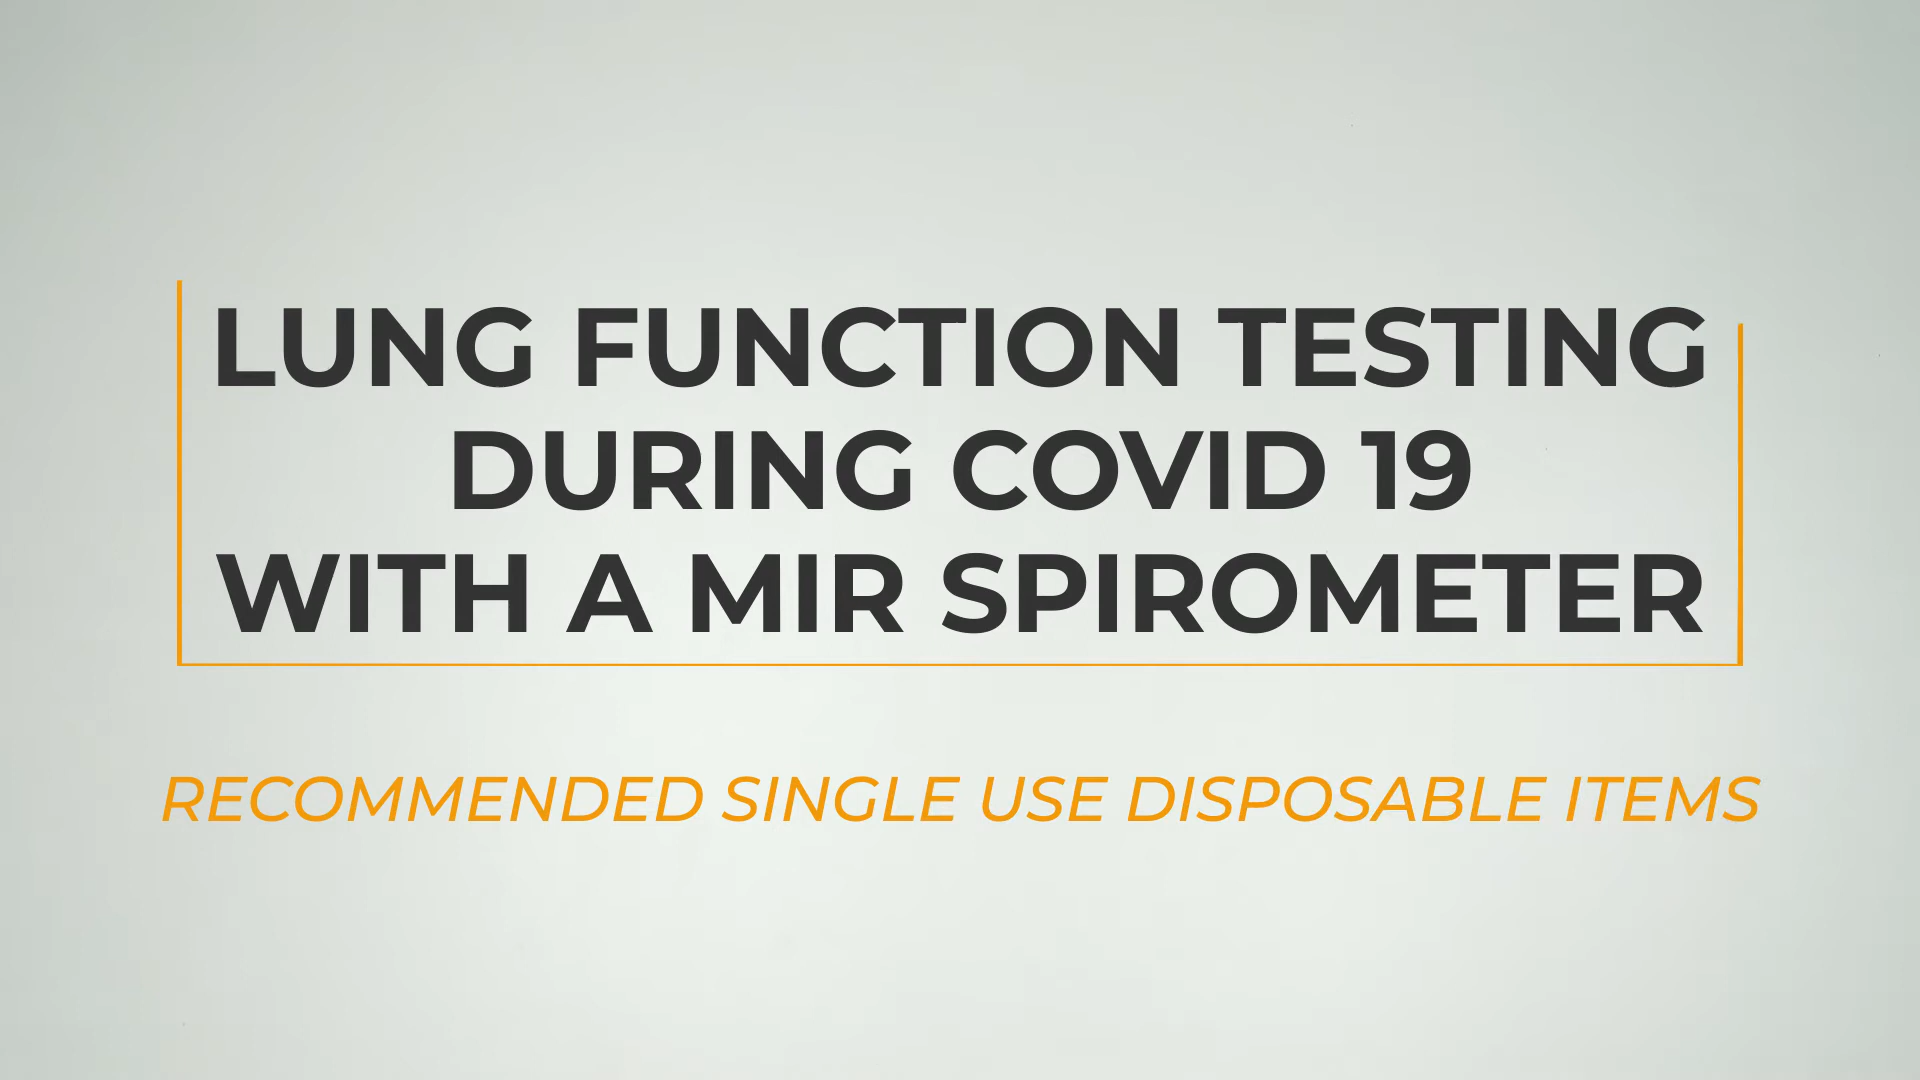 LUNG FUNCTION TESTING
DURING COVID 19
WITH A MIR SPIROMETER
RECOMMENDED SINGLE USE DISPOSABLE ITEMS